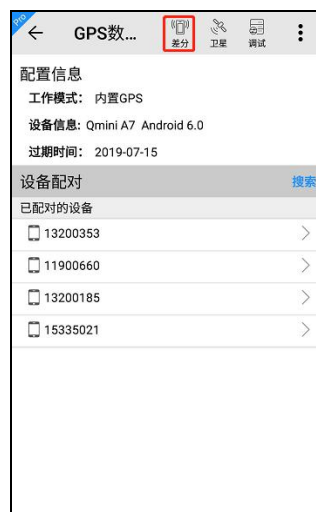 Pro
GPS数...
差分
卫星
调试
配置信息
工作模式： 内置GPS
设备信息: Qmini A7 Android 6.0
过期时间： 2019-07-15
设备配对
搜索
已配对的设备
13200353
11900660
13200185
15335021